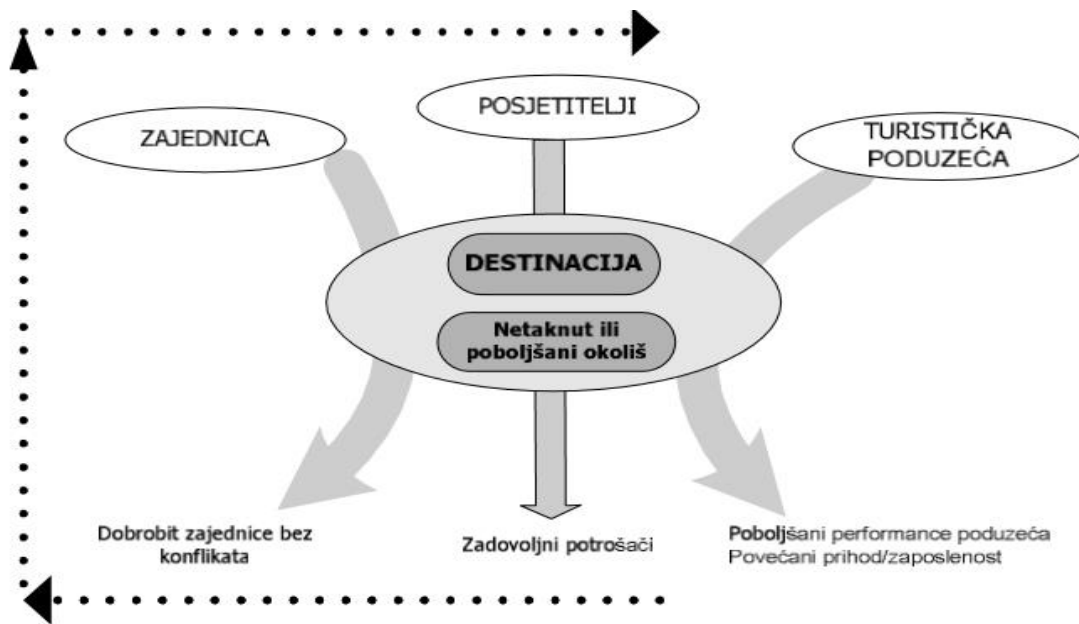 ZAJEDNICA
POSJETITELJI
TURISTIČKA
PODUZEĆA
DESTINACIJA
Netaknut ili
poboljšani okoliš
Dobrobit zajednice bez
konflikata
Zadovoljni potrošači
Poboljšani performance poduzeća
Povećani prihod/zaposlenost